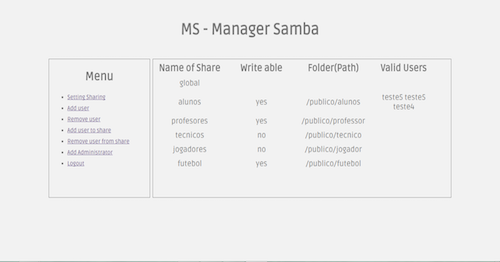 MS - Manager Samba
Menu
Setting Sharing
Add user
Remove user
Add user to share
Remove user from share
Add Administrator
Logout
Name of Share Write able Folder(Path) Valid Users
global
alunos yes /publico/alunos teste5 teste5
teste4
profesores yes /publico/professor
tecnicos no /publico/tecnico
jogadores no /publico/jogador
futebol yes /publico/futebol